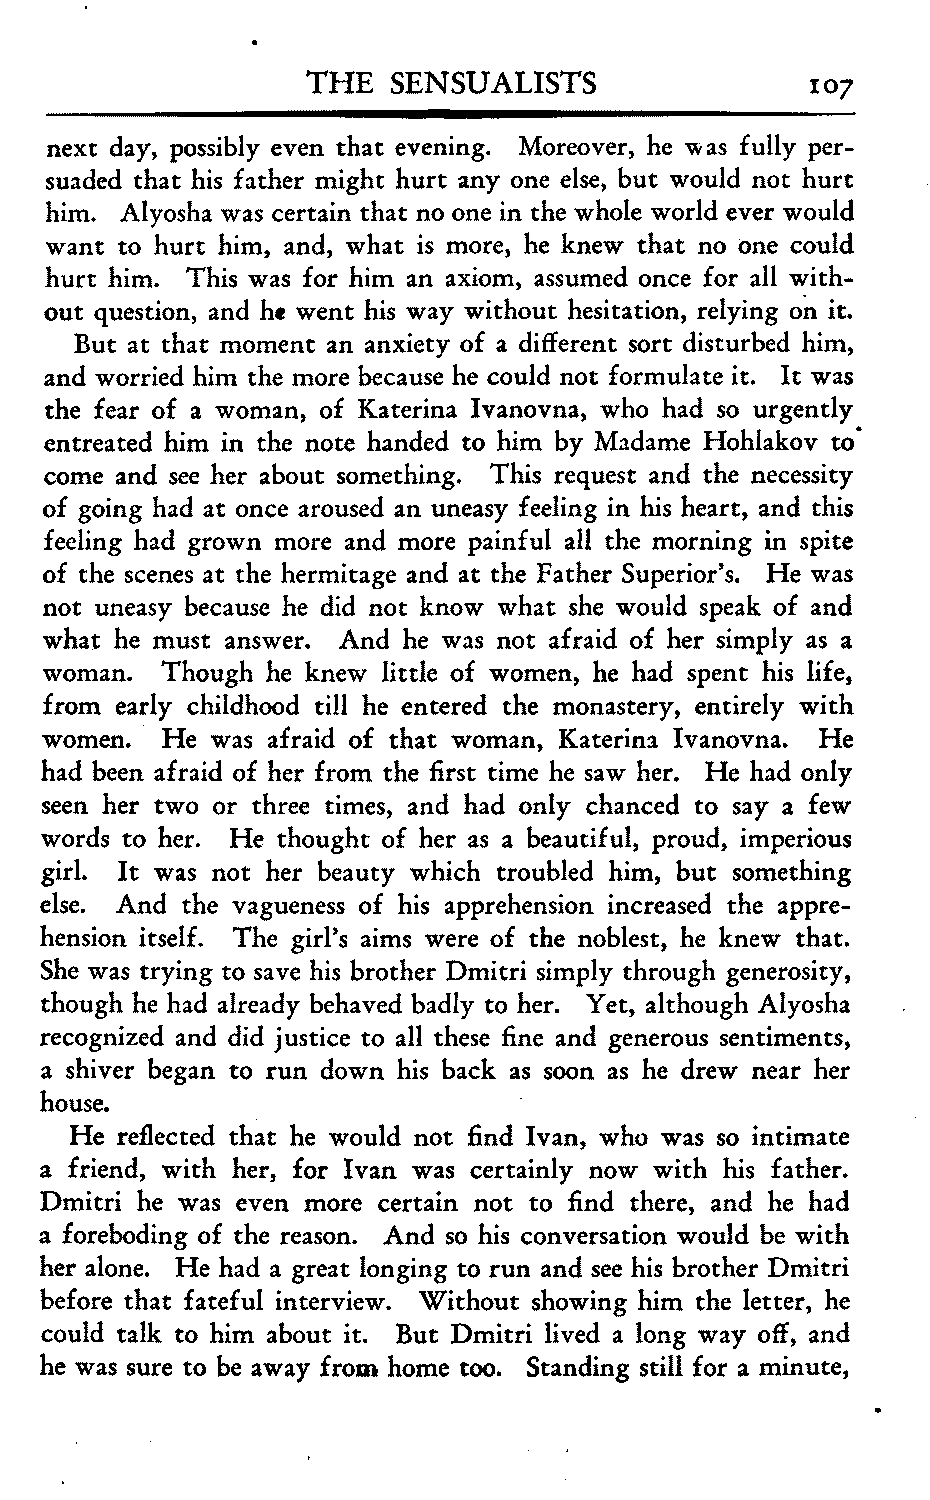 THE SENSUALISTS 107
next day, possibly even that evening. Moreover, he was fully per-
suaded that his father might hurt any one else, but would not hurt
him. Alyosha was certain that no one in the whole world ever would
want to hurt him, and, what is more, he knew that no one could
hurt him. This was for him an axiom, assumed once for all with-
out question, and he went his way without hesitation, relying on it.
But at that moment an anxiety of a different sort disturbed him,
and worried him the more because he could not formulate it. It was
the fear of a woman, of Katerina Ivanovna, who had so urgently
entreated him in the note handed to him by Madame Hohlakov to
come and see her about something. This request and the necessity
of going had at once aroused an uneasy feeling in his heart, and this
feeling had grown more and more painful all the morning in spite
of the scenes at the hermitage and at the Father Superior's. He was
not uneasy because he did not know what she would speak of and
what he must answer. And he was not afraid of her simply as a
woman. Though he knew little of women, he had spent his life,
from early childhood till he entered the monastery, entirely with
women. He was afraid of that woman, Katerina Ivanovna. He
had been afraid of her from the first time he saw her. He had only
seen her two or three times, and had only chanced to say a few
words to her. He thought of her as a beautiful, proud, imperious
girl. It was not her beauty which troubled him, but something
else. And the vagueness of his apprehension increased the appre-
hension itself. The girl's aims were of the noblest, he knew that.
She was trying to save his brother Dmitri simply through generosity,
though he had already behaved badly to her. Yet, although Alyosha
recognized and did justice to all these fine and generous sentiments,
a shiver began to run down his back as soon as he drew near her
house.
He reflected that he would not find Ivan, who was so intimate
a friend, with her, for Ivan was certainly now with his father.
Dmitri he was even more certain not to find there, and he had
a foreboding of the reason. And so his conversation would be with
her alone. He had a great longing to run and see his brother Dmitri
before that fateful interview. Without showing him the letter, he
could talk to him about it. But Dmitri lived a long way off, and
he was sure to be away from home too. Standing still for a minute,